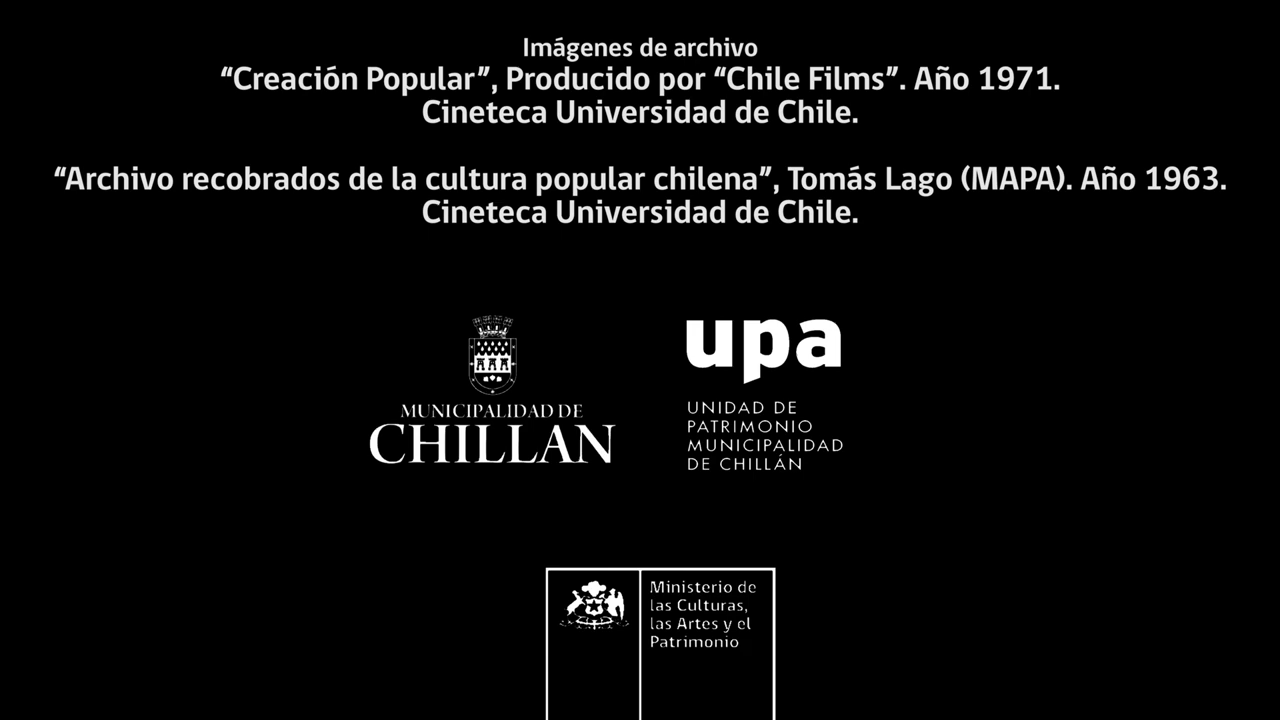 Imágenes de archivo
“Creación Popular”, Producido por “Chile Films”. Año 1971.
Cineteca Universidad de Chile.
“Archivo recobrados de la cultura popular chilena”, Tomás Lago (MAPA). Año 1963.
Cineteca Universidad de Chile.
MUNICIPALIDAD DE
CHILLAN
upa
UNIDAD DE
PATRIMONIO
MUNICIPALIDAD
DE CHILLÁN
Ministerio de
las Culturas,
las Artes y el
Patrimonio